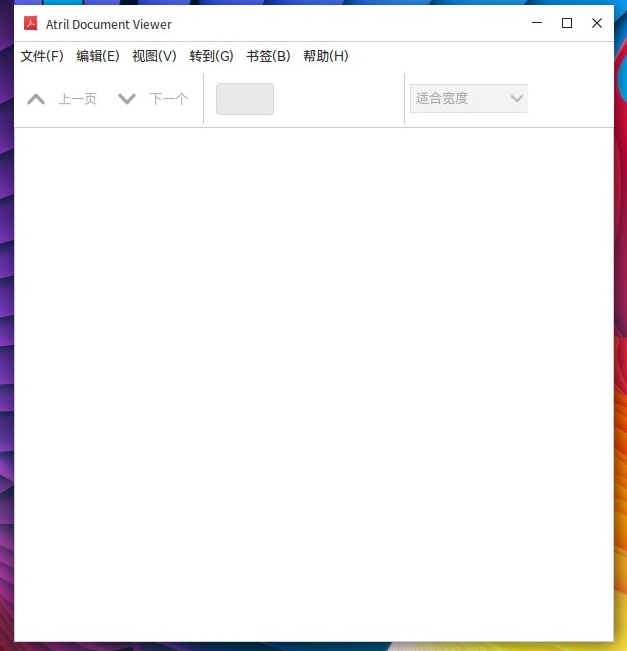 Atril Document Viewer
文件(F) 编辑(E) 视图(V) 转到(G) 书签(B) 帮助(H)
上一页 下一个 适合宽度